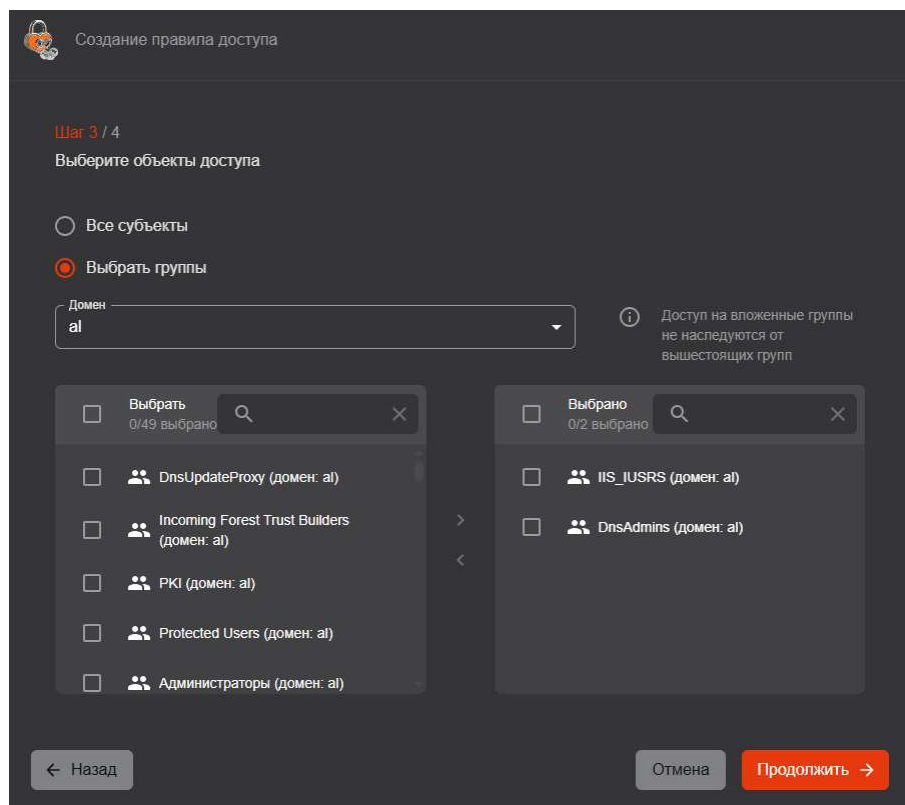 Создание правила доступа
Шаг 3 / 4
Выберите объекты доступа
Все субъекты
Выбрать группы
Домен
al
Доступ на вложенные группы
не наследуются от
вышестоящих групп
Выбрать
0/49 выбрано
DnsUpdateProxy (домен: al)
Incoming Forest Trust Builders
(домен: al)
PKI (домен: al)
Protected Users (домен: al)
Администраторы (домен: al)
Выбрано
0/2 выбрано
IIS_IUSRS (домен: al)
DnsAdmins (домен: al)
Назад
Отмена
Продолжить